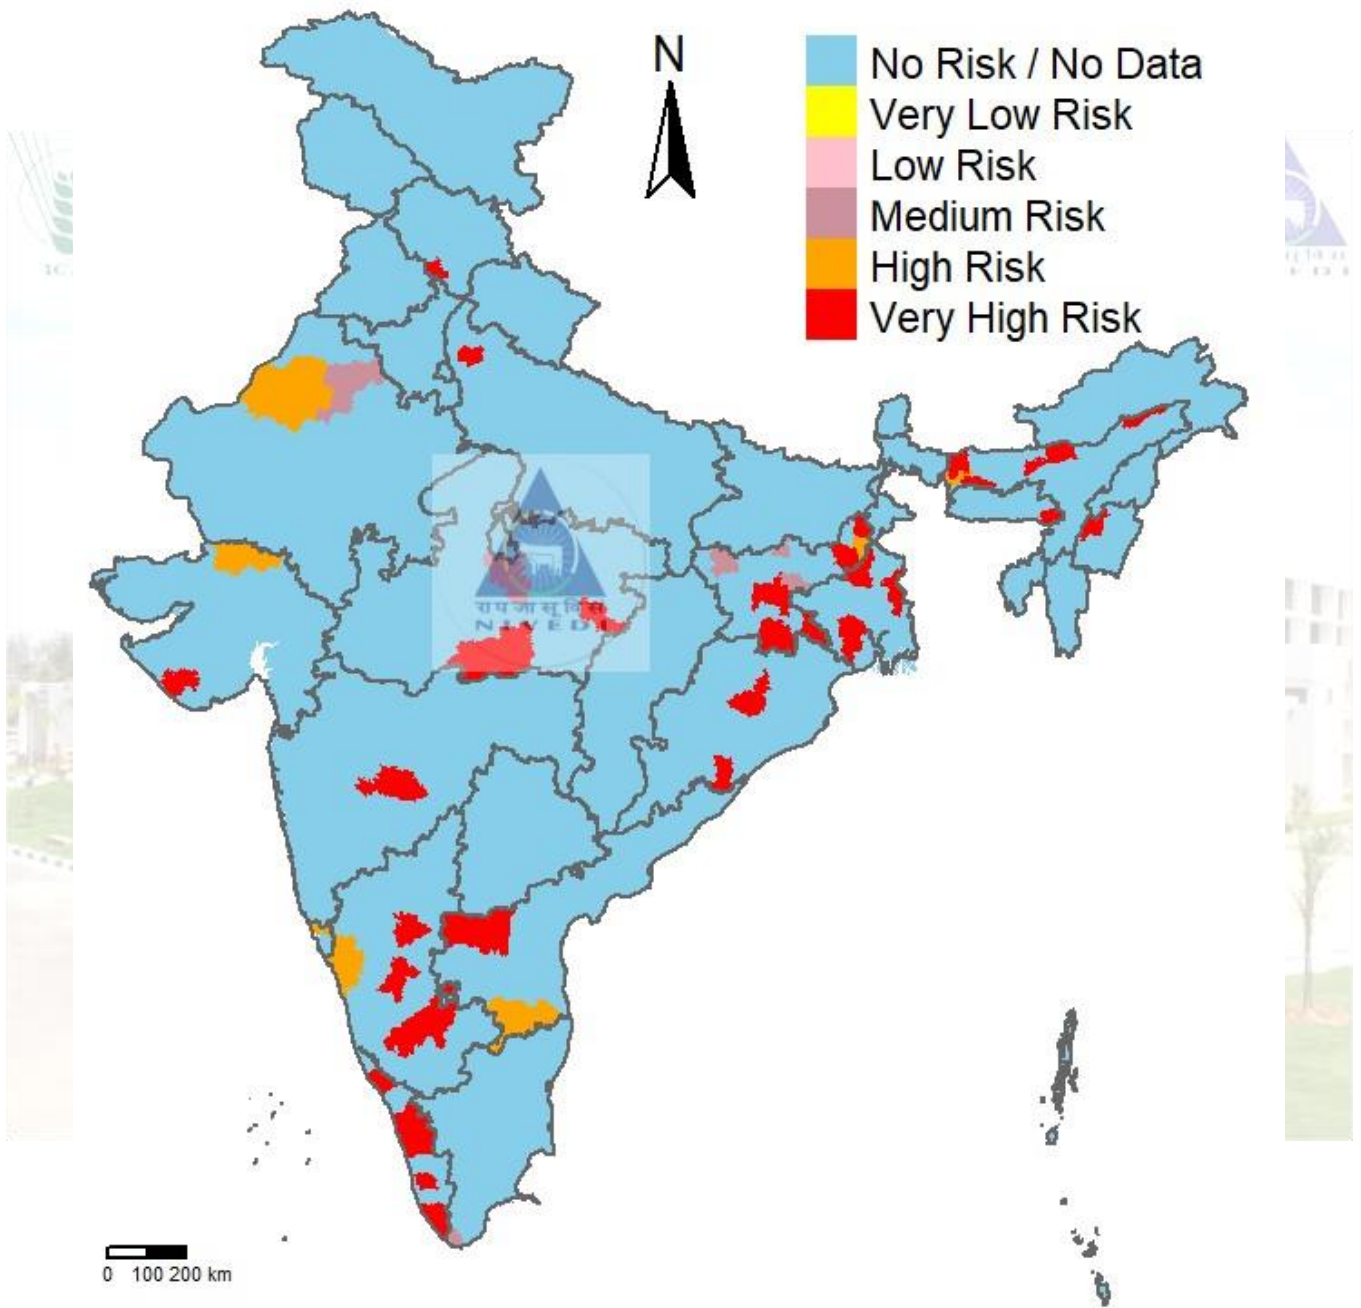 N
No Risk / No Data
Very Low Risk
Low Risk
Medium Risk
High Risk
Very High Risk
NIVEDI
0 100 200 km